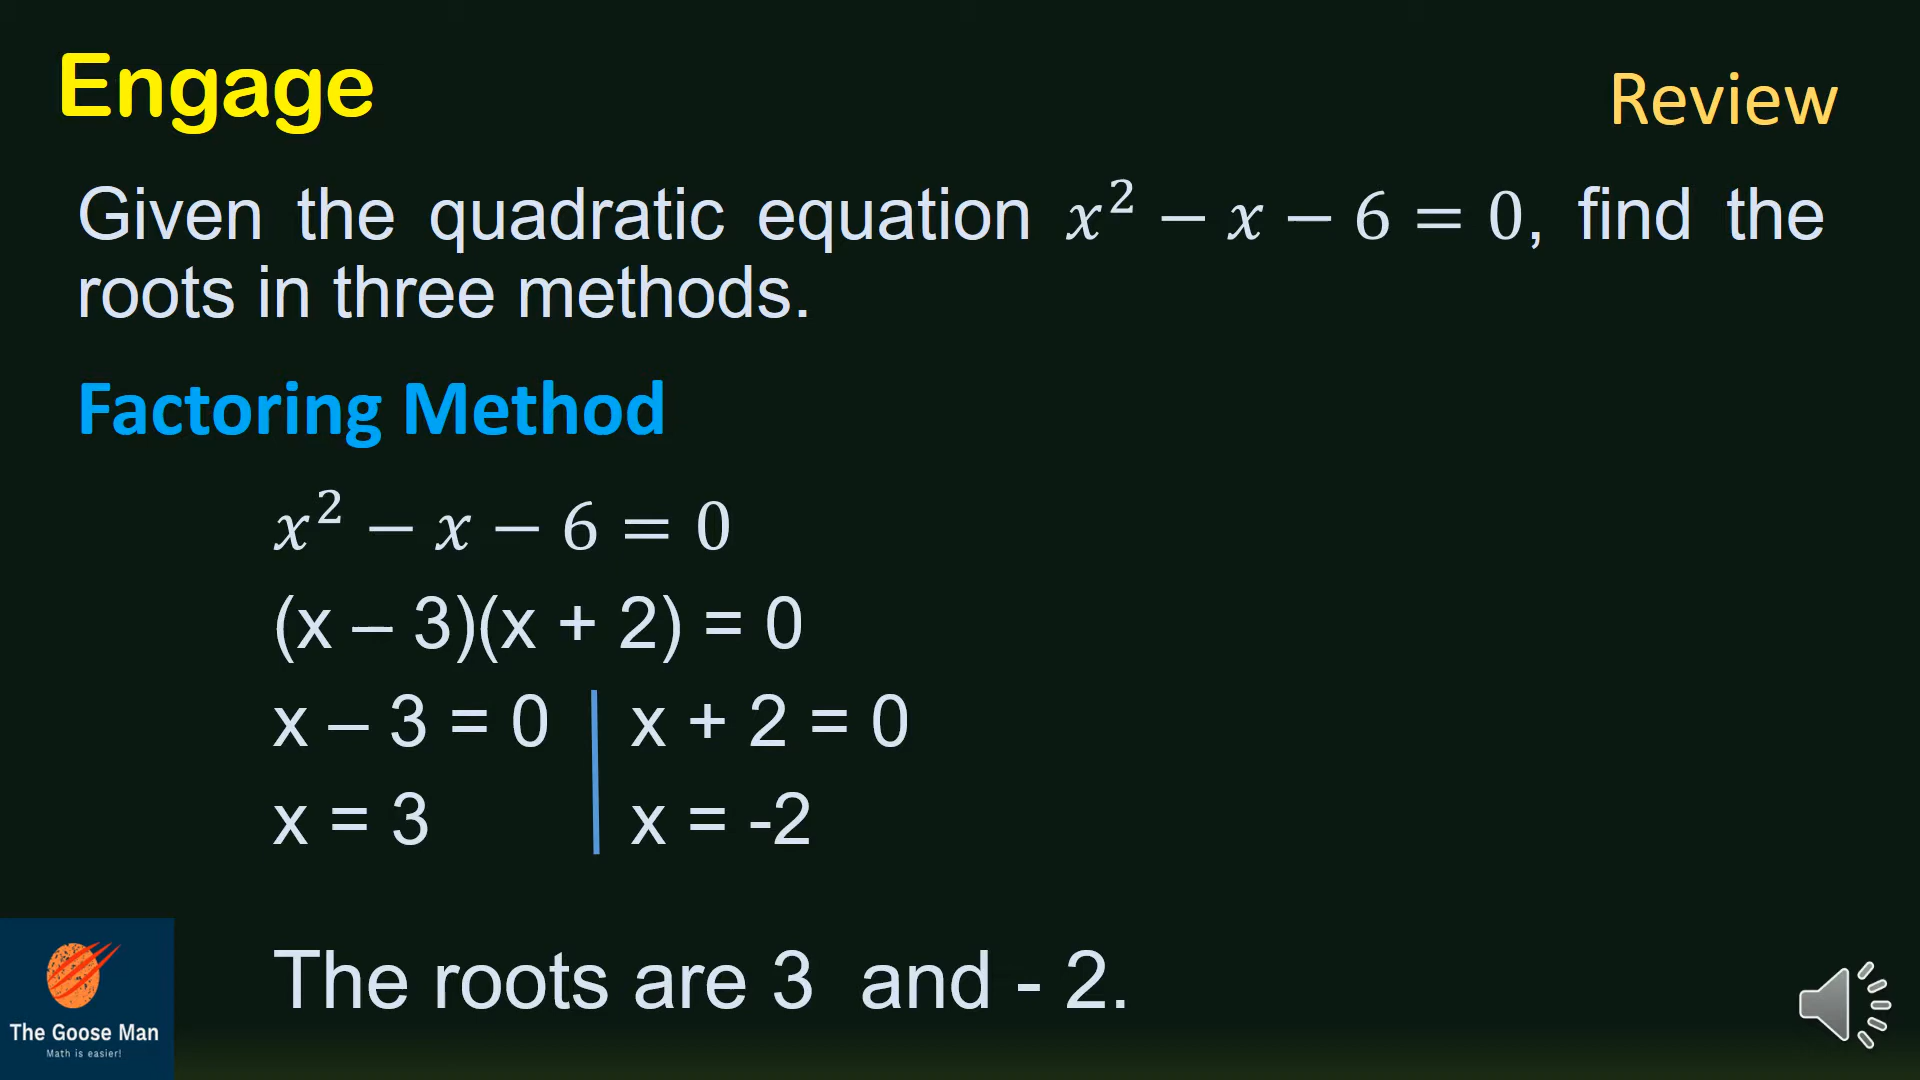 Engage
Review
Given the quadratic equation x² − x − 6 = 0, find the
roots in three methods.
Factoring Method
x² − x − 6 = 0
(x – 3)(x + 2) = 0
x – 3 = 0 | x + 2 = 0
x = 3 | x = -2
The roots are 3  and - 2.
The Goose Man
Math is easier!